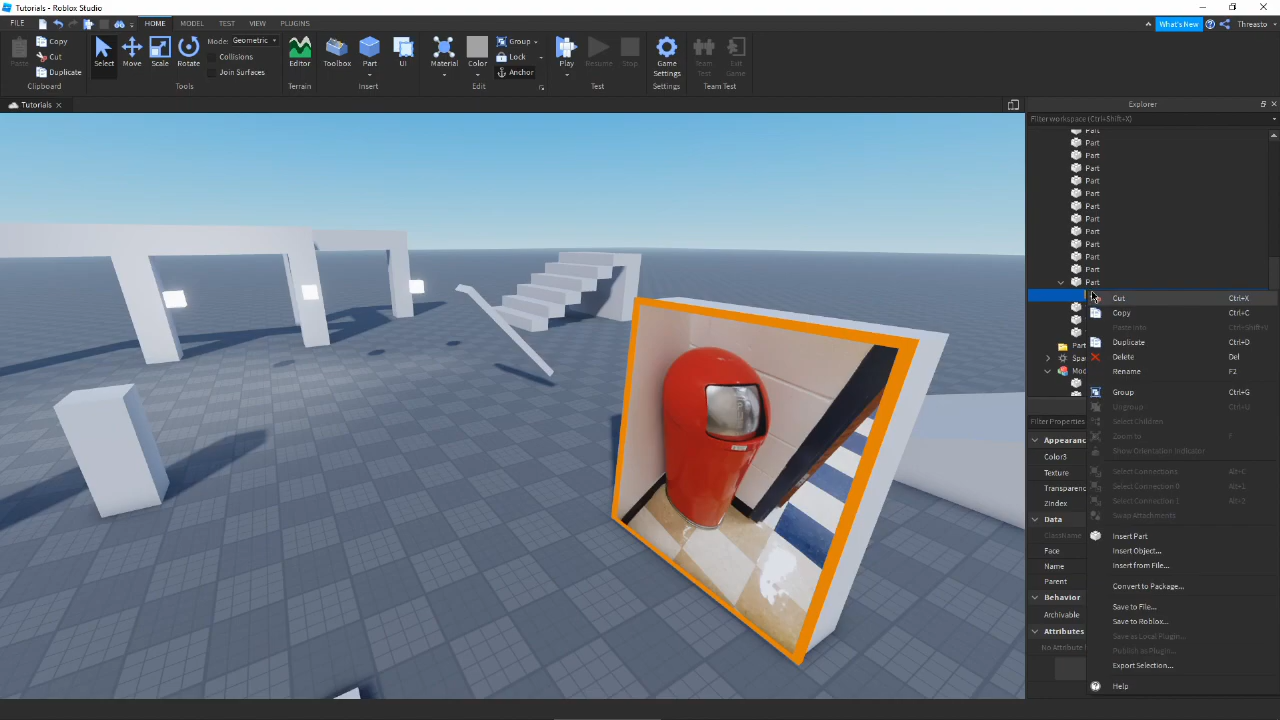 Tutorials - Roblox Studio
FILE HOME MODEL TEST VIEW PLUGINS What's New Threasto
Paste Copy Cut Duplicate Clipboard
Select Move Scale Rotate Mode: Geometric Collisions Join Surfaces Tools
Editor Terrain
Toolbox Part UI Insert
Material Color Group Lock Anchor Edit
Play Resume Stop Test
Game Settings Settings
Team Test Exit Game Team Test
Tutorials
Explorer
Filter workspace (Ctrl+Shift+X)
Part
Part
Part
Part
Part
Part
Part
Part
Part
Part
Part
Part
Part
Part
Spa
Mod
Filter Properties
Appearanc
Color3
Texture
Transparenc
ZIndex
Data
ClassName
Face
Name
Parent
Behavior
Archivable
Attributes
No Attribute
Cut Ctrl+X
Copy Ctrl+C
Paste Into Ctrl+Shift+V
Duplicate Ctrl+D
Delete Del
Rename F2
Group Ctrl+G
Ungroup Ctrl+U
Select Children
Zoom to F
Show Orientation Indicator
Select Connections Alt+C
Select Connection 0 Alt+1
Select Connection 1 Alt+2
Swap Attachments
Insert Part
Insert Object...
Insert from File...
Convert to Package...
Save to File...
Save to Roblox...
Save as Local Plugin...
Publish as Plugin...
Export Selection...
Help